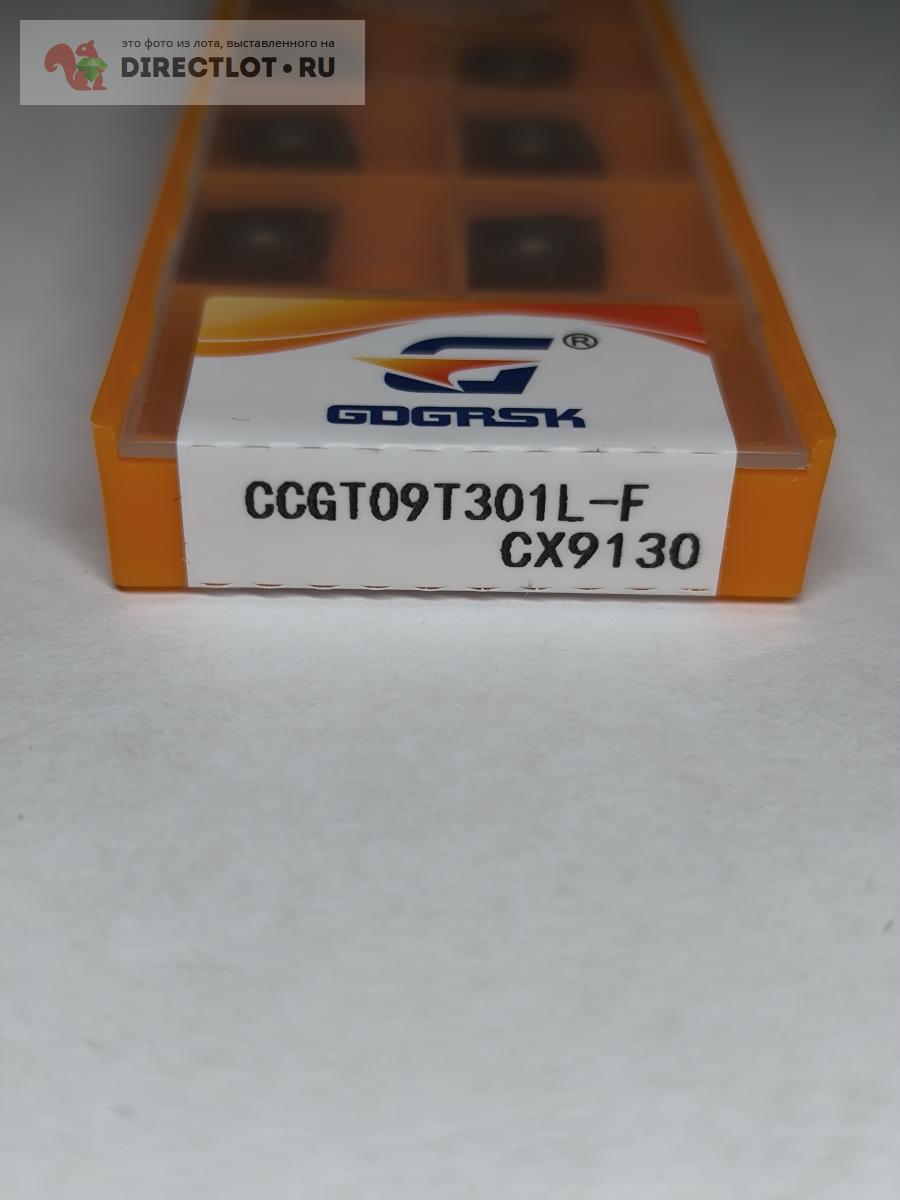 это фото из лота, выставленного на
DIRECTLOT•RU
®
GDGRSK
CCGT09T301L-F
CX9130